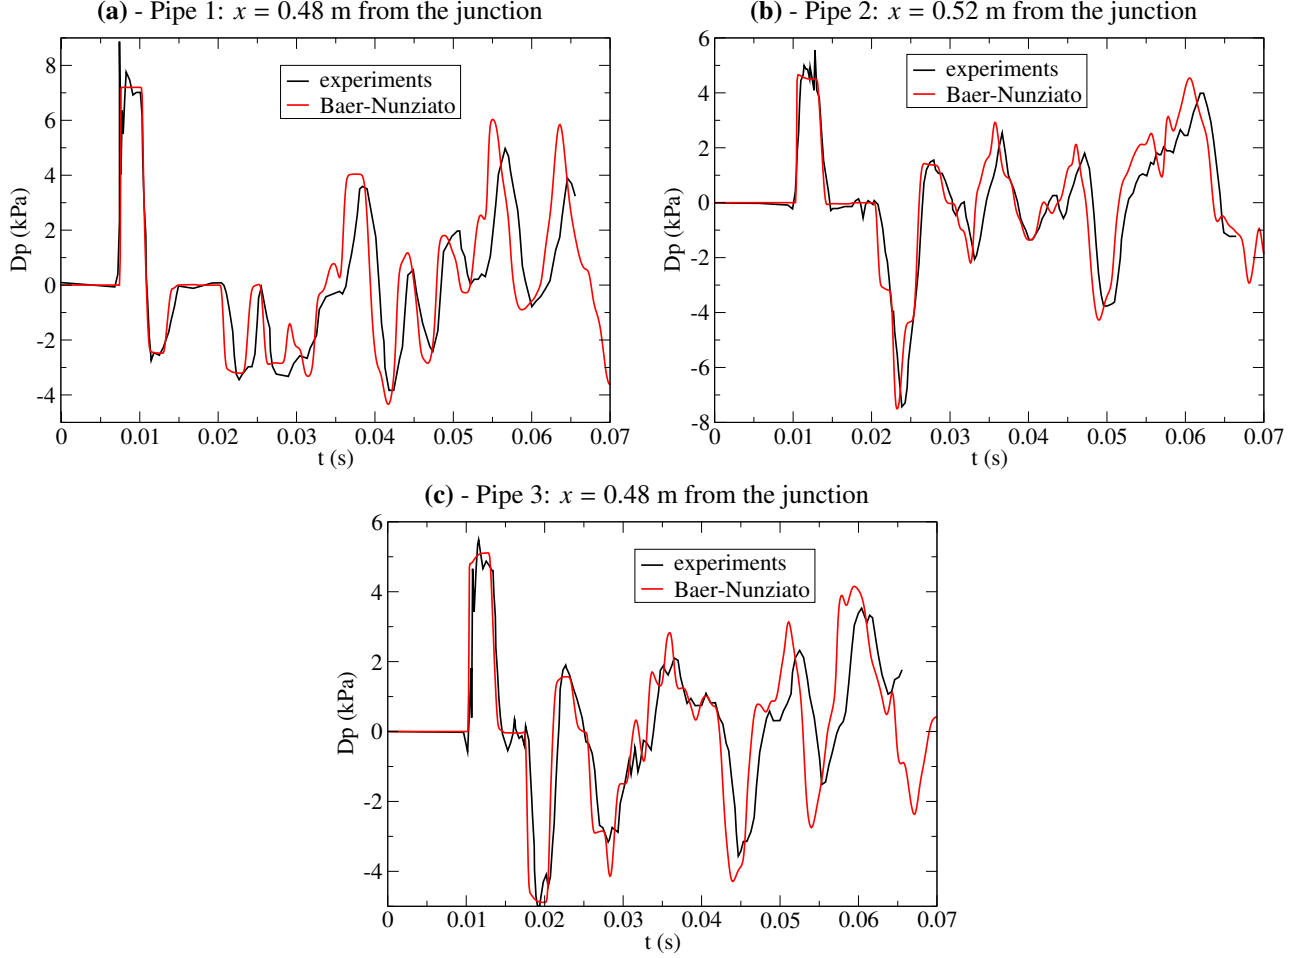 (a) - Pipe 1: x = 0.48 m from the junction
8
6
4
2
0
-2
-4
Dp (kPa)
experiments
Baer-Nunziato
0 0.01 0.02 0.03 0.04 0.05 0.06 0.07
t (s)
(b) - Pipe 2: x = 0.52 m from the junction
6
4
2
0
-2
-4
-6
-8
Dp (kPa)
experiments
Baer-Nunziato
0 0.01 0.02 0.03 0.04 0.05 0.06 0.07
t (s)
(c) - Pipe 3: x = 0.48 m from the junction
6
4
2
0
-2
-4
Dp (kPa)
experiments
Baer-Nunziato
0 0.01 0.02 0.03 0.04 0.05 0.06 0.07
t (s)